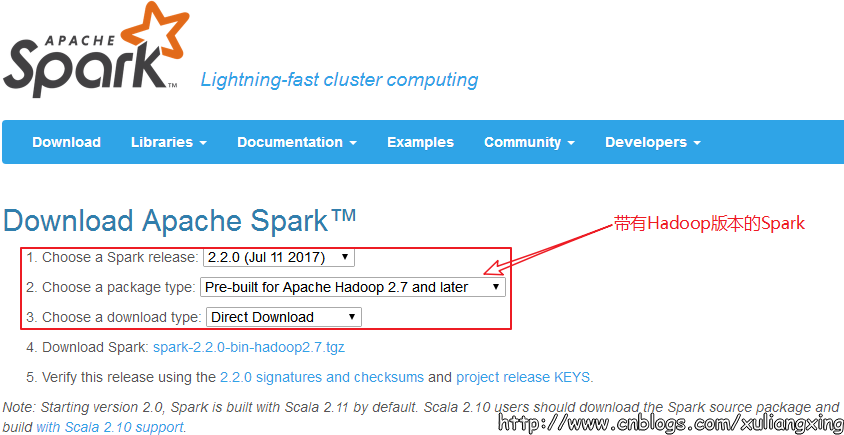 APACHE
Spark™
Lightning-fast cluster computing
Download Libraries Documentation Examples Community Developers
Download Apache Spark™
带有Hadoop版本的Spark
1. Choose a Spark release: 2.2.0 (Jul 11 2017)
2. Choose a package type: Pre-built for Apache Hadoop 2.7 and later
3. Choose a download type: Direct Download
4. Download Spark: spark-2.2.0-bin-hadoop2.7.tgz
5. Verify this release using the 2.2.0 signatures and checksums and project release KEYS.
Note: Starting version 2.0, Spark is built with Scala 2.11 by default. Scala 2.10 users should download the Spark source package and
build with Scala 2.10 support.
http://www.cnblogs.com/xuliangxing